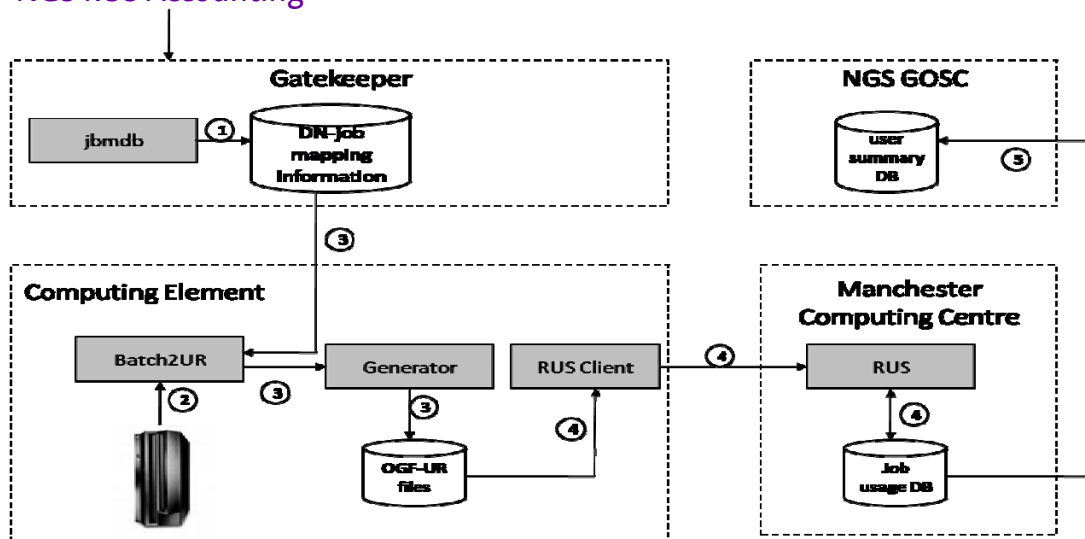 NGS RUS Accounting
Gatekeeper
NGS GOSC
jbmdb
1
DN-Job
mapping
Information
user
summary
DB
5
3
Computing Element
Manchester
Computing Centre
Batch2UR
3
Generator
RUS Client
4
RUS
2
3
4
4
OGF-UR
files
Job
usage DB